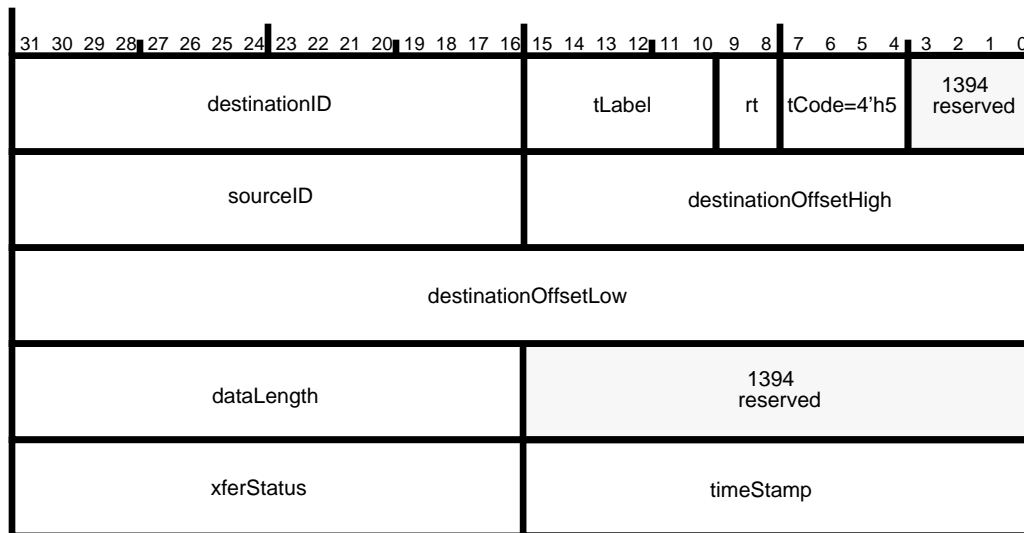 31 30 29 28 27 26 25 24 23 22 21 20 19 18 17 16 15 14 13 12 11 10 9 8 7 6 5 4 3 2 1 0
destinationID tLabel rt tCode=4'h5 1394
reserved
sourceID destinationOffsetHigh
destinationOffsetLow
dataLength 1394
reserved
xferStatus timeStamp